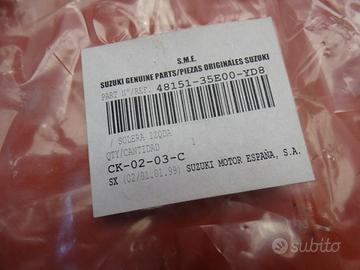 S.M.E.
SUZUKI GENUINE PARTS/PIEZAS ORIGINALES SUZUKI
PART Nº/REF. 48151-35E00-YD8
/ SOLERA IZQDA
QTY/CANTIDAD 1
CK-02-03-C
SX (02/01.01.99) SUZUKI MOTOR ESPAÑA, S.A.
subito